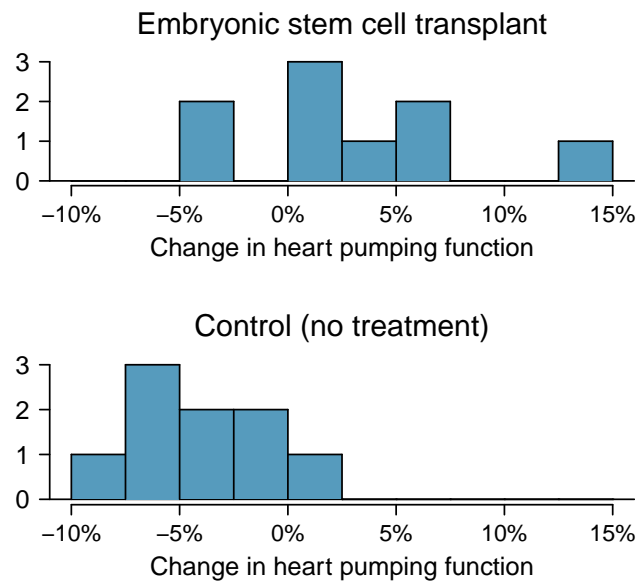 Embryonic stem cell transplant
3
2
1
0
−10% −5% 0% 5% 10% 15%
Change in heart pumping function
Control (no treatment)
3
2
1
0
−10% −5% 0% 5% 10% 15%
Change in heart pumping function